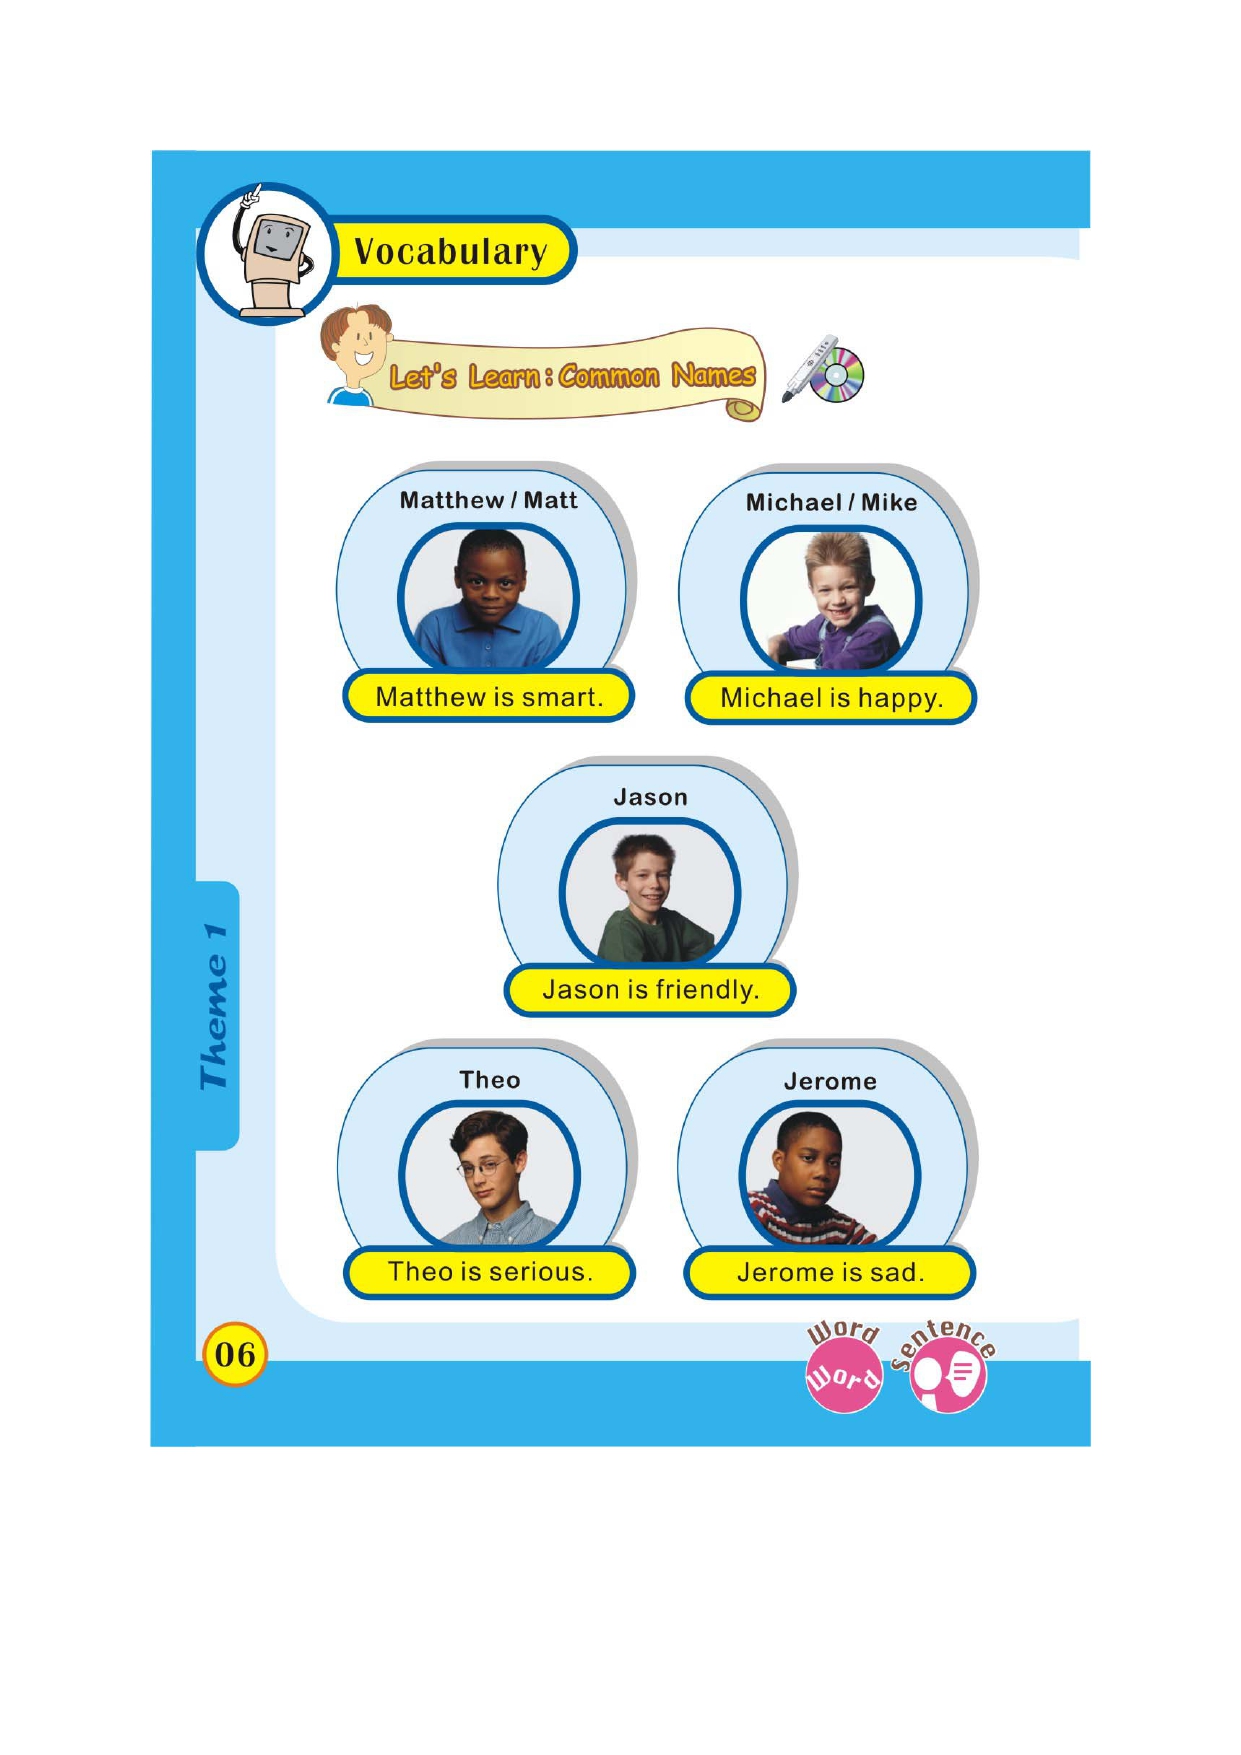 Vocabulary
Let's Learn : Common Names
Matthew / Matt
Michael / Mike
Matthew is smart.
Michael is happy.
Jason
Jason is friendly.
Theme 1
Theo
Jerome
Theo is serious.
Jerome is sad.
06
Word
Word
Sentence